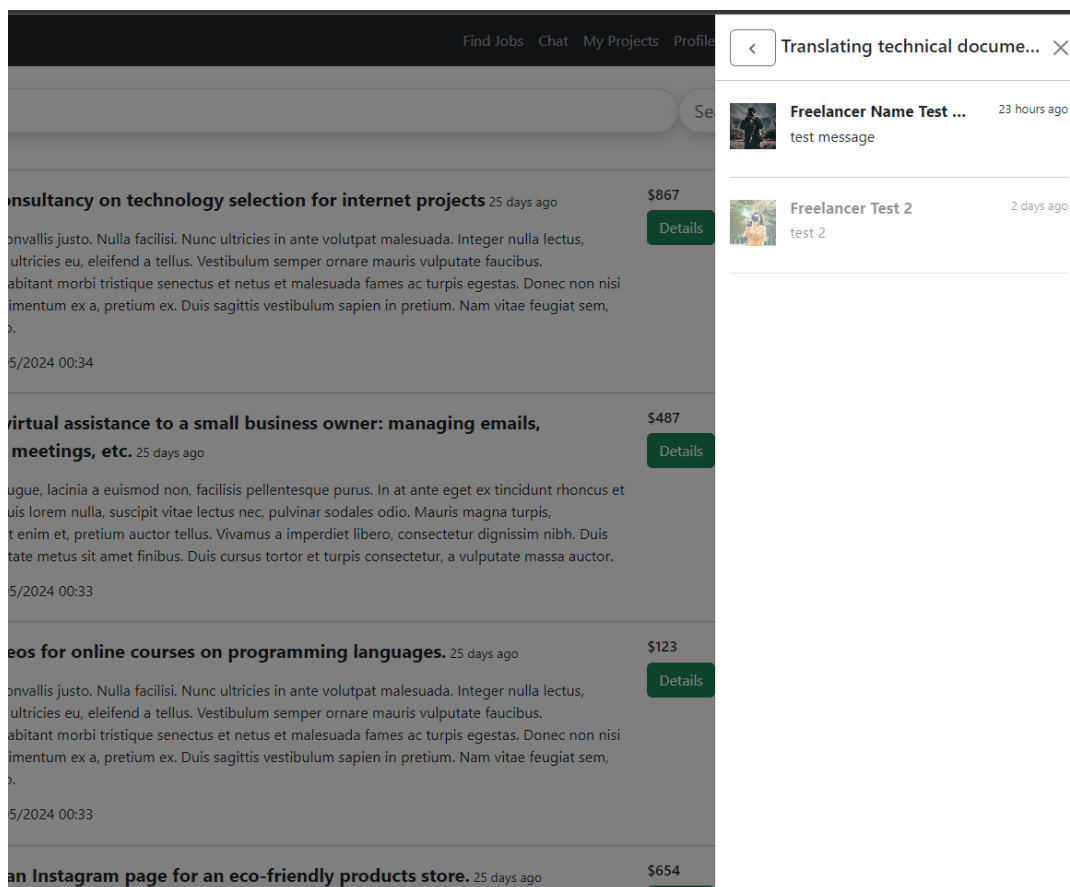 Find Jobs Chat My Projects Profile
Translating technical docume...
Freelancer Name Test ... 23 hours ago
test message
Freelancer Test 2 2 days ago
test 2
onsultancy on technology selection for internet projects 25 days ago $867
Details
onvallis justo. Nulla facilisi. Nunc ultricies in ante volutpat malesuada. Integer nulla lectus,
ultricies eu, eleifend a tellus. Vestibulum semper ornare mauris vulputate faucibus.
abitant morbi tristique senectus et netus et malesuada fames ac turpis egestas. Donec non nisi
imentum ex a, pretium ex. Duis sagittis vestibulum sapien in pretium. Nam vitae feugiat sem,
5/2024 00:34
virtual assistance to a small business owner: managing emails, $487
meetings, etc. 25 days ago
Details
ugue, lacinia a euismod non, facilisis pellentesque purus. In at ante eget ex tincidunt rhoncus et
uis lorem nulla, suscipit vitae lectus nec, pulvinar sodales odio. Mauris magna turpis,
t enim et, pretium auctor tellus. Vivamus a imperdiet libero, consectetur dignissim nibh. Duis
tate metus sit amet finibus. Duis cursus tortor et turpis consectetur, a vulputate massa auctor.
5/2024 00:33
eos for online courses on programming languages. 25 days ago $123
Details
onvallis justo. Nulla facilisi. Nunc ultricies in ante volutpat malesuada. Integer nulla lectus,
ultricies eu, eleifend a tellus. Vestibulum semper ornare mauris vulputate faucibus.
abitant morbi tristique senectus et netus et malesuada fames ac turpis egestas. Donec non nisi
imentum ex a, pretium ex. Duis sagittis vestibulum sapien in pretium. Nam vitae feugiat sem,
5/2024 00:33
an Instagram page for an eco-friendly products store. 25 days ago $654